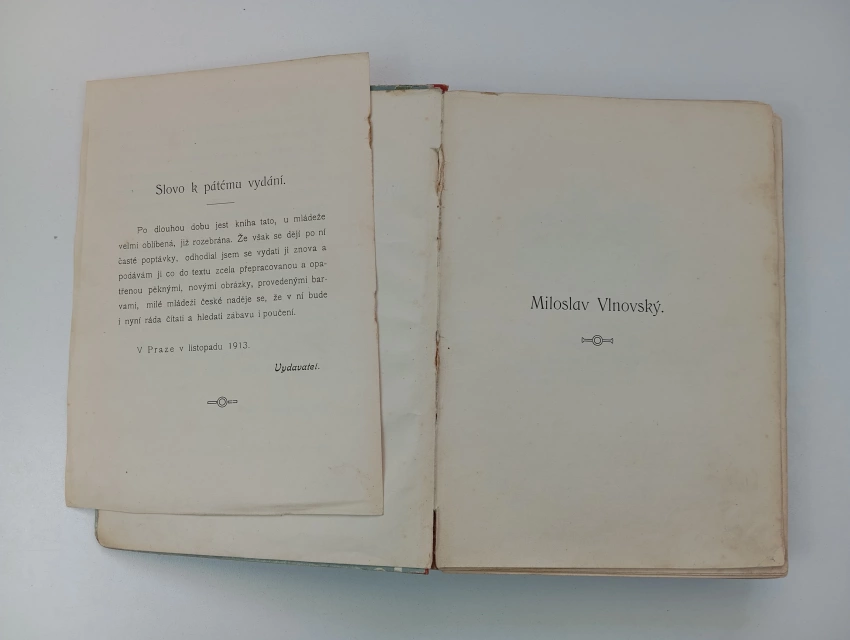 Slovo k pátému vydání.
Po dlouhou dobu jest kniha tato, u mládeže
velmi oblíbená, již rozebrána. Že však se dějí po ní
časté poptávky, odhodlal jsem se vydati ji znova a
podávám ji co do textu zcela přepracovanou a opa-
třenou pěknými, novými obrázky, provedenými bar-
vami, milé mládeži české naděje se, že v ní bude
i nyní ráda čítati a hledati zábavu i poučení.
V Praze v listopadu 1913.
Vydavatel.
Miloslav Vlnovský.